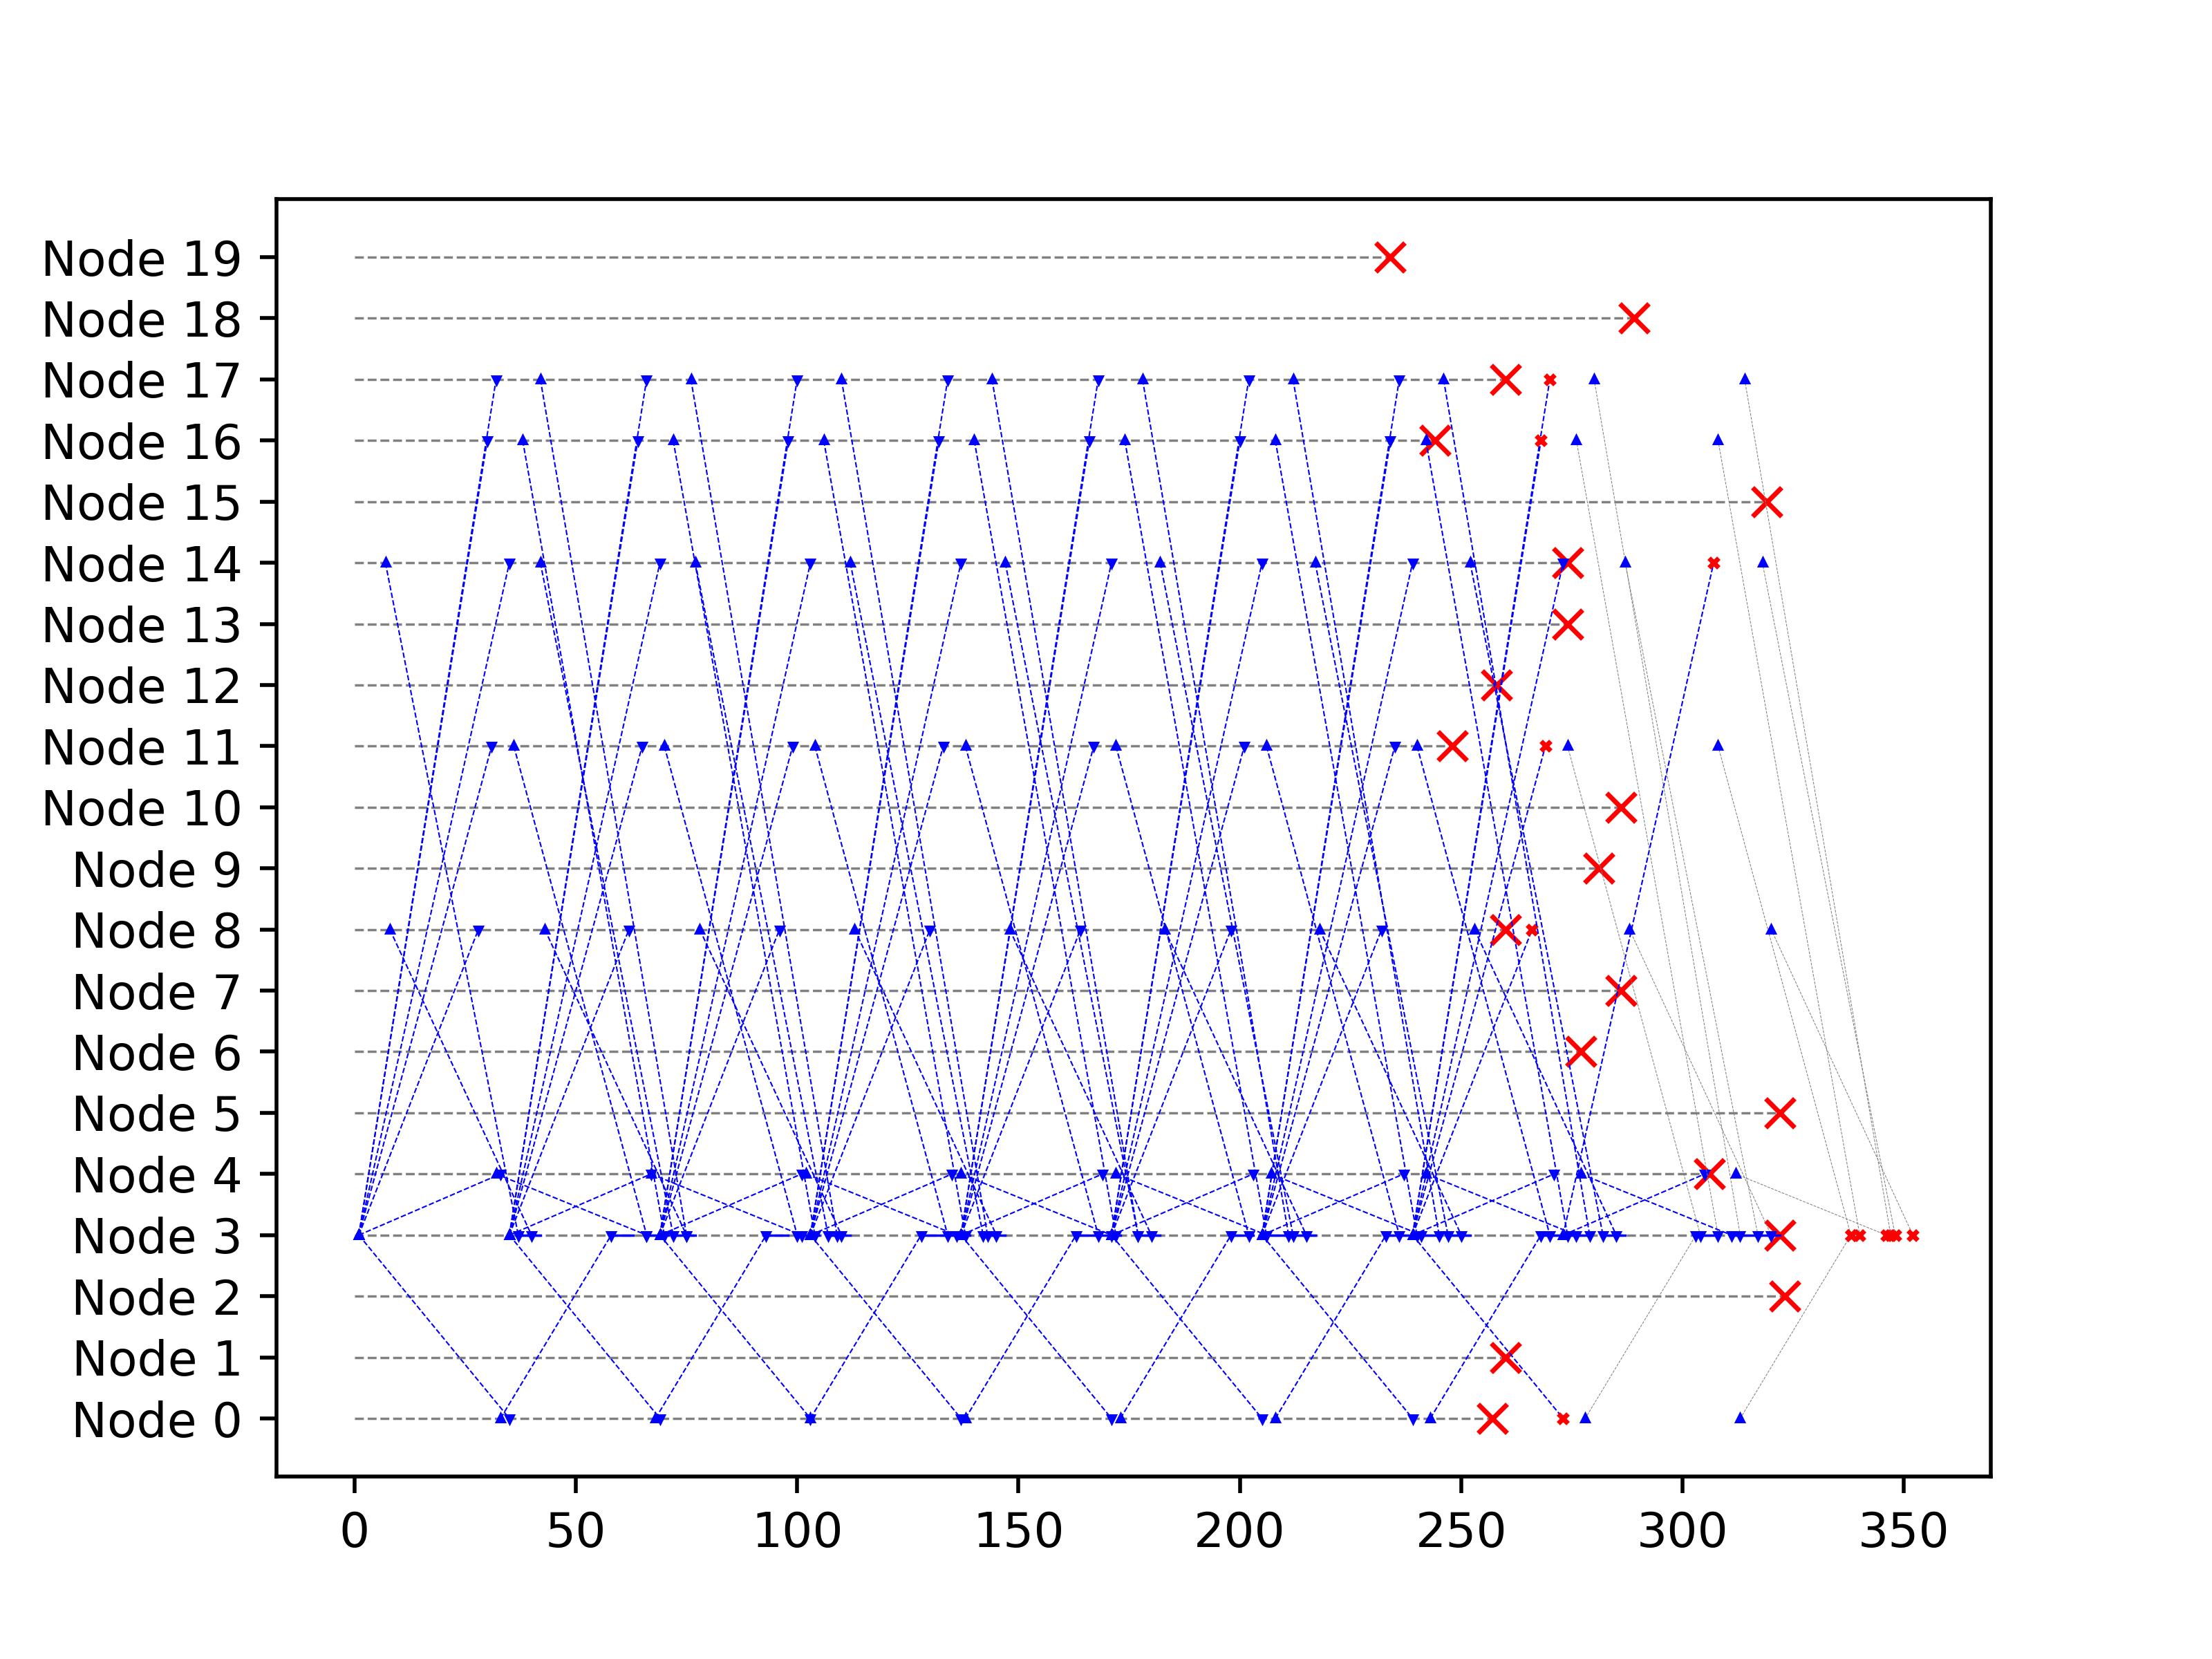 Node 19
Node 18
Node 17
Node 16
Node 15
Node 14
Node 13
Node 12
Node 11
Node 10
Node 9
Node 8
Node 7
Node 6
Node 5
Node 4
Node 3
Node 2
Node 1
Node 0
0 50 100 150 200 250 300 350